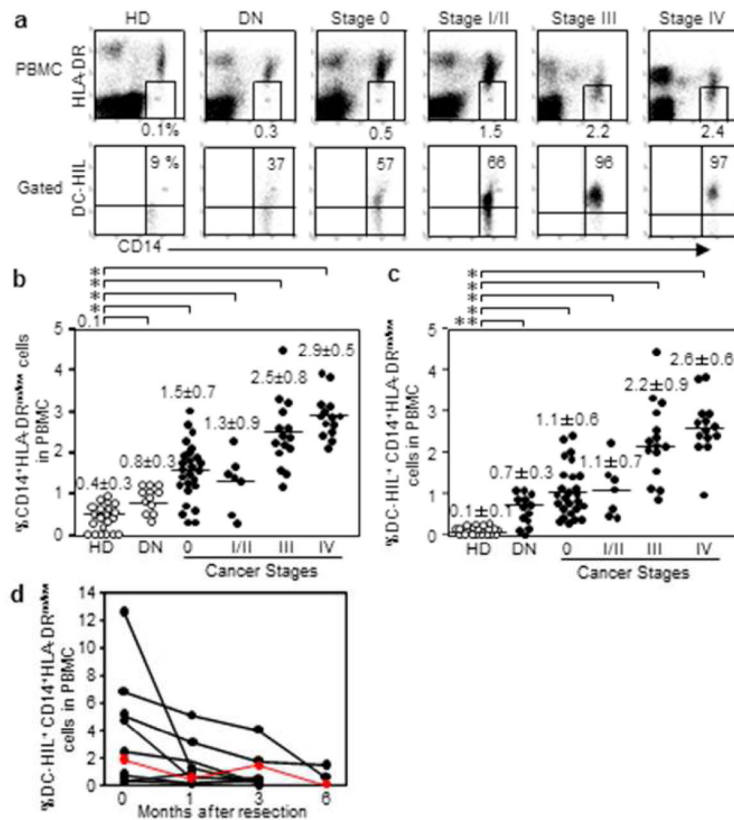 a HD DN Stage 0 Stage I/II Stage III Stage IV
PBMC
HLA-DR
0.1% 0.3 0.5 1.5 2.2 2.4
Gated
DC-HIL
9 % 37 57 66 96 97
CD14
b
* * * *
0.1
%CD14+HLA-DR cells
in PBMC
5
4
3
2
1
0
0.4±0.3 0.8±0.3 1.5±0.7 1.3±0.9 2.5±0.8 2.9±0.5
HD DN 0 I/II III IV
Cancer Stages
c
* * * *
**
%DC-HIL+ CD14+HLA-DR
cells in PBMC
5
4
3
2
1
0
0.1±0.1 0.7±0.3 1.1±0.6 1.1±0.7 2.2±0.9 2.6±0.6
HD DN 0 I/II III IV
Cancer Stages
d
%DC-HIL+ CD14+HLA-DR
cells in PBMC
14
12
10
8
6
4
2
0
0 1 3 6
Months after resection